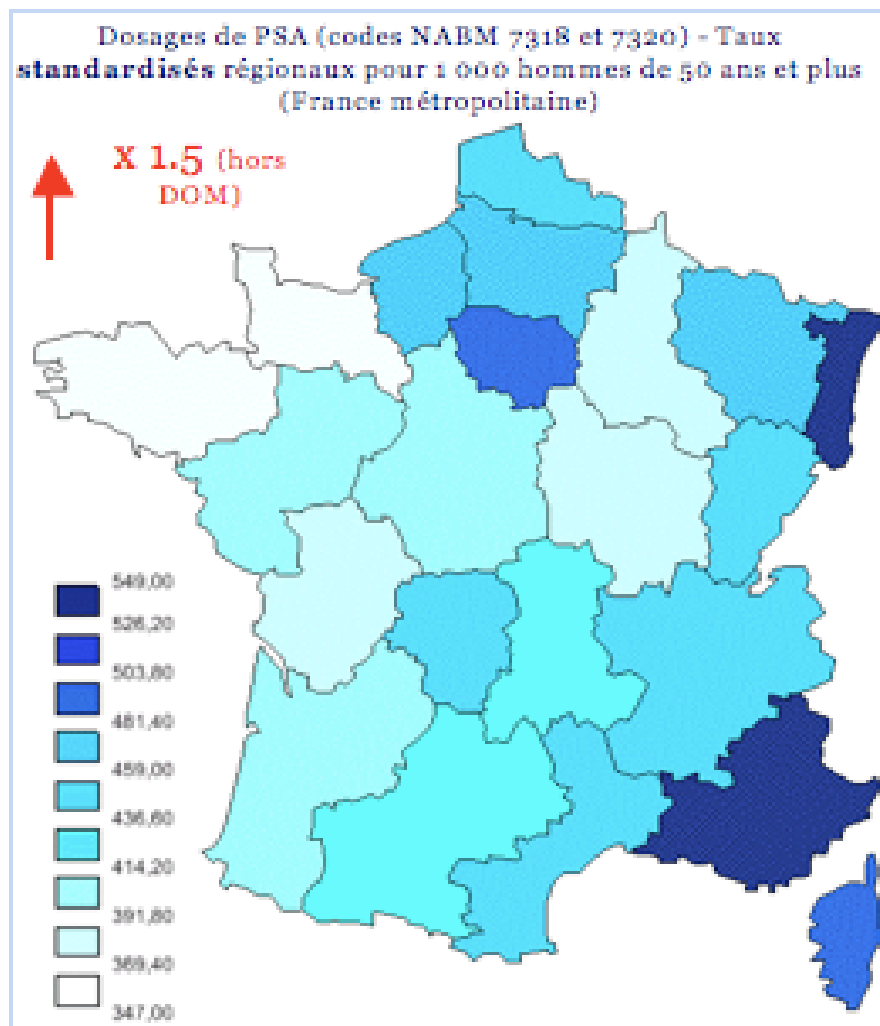 Dosages de PSA (codes NABM 7318 et 7320) - Taux
standardisés régionaux pour 1 000 hommes de 50 ans et plus
(France métropolitaine)
x 1.5 (hors
DOM)
549,00
526,20
503,80
481,40
459,00
436,60
414,20
391,80
369,40
347,00